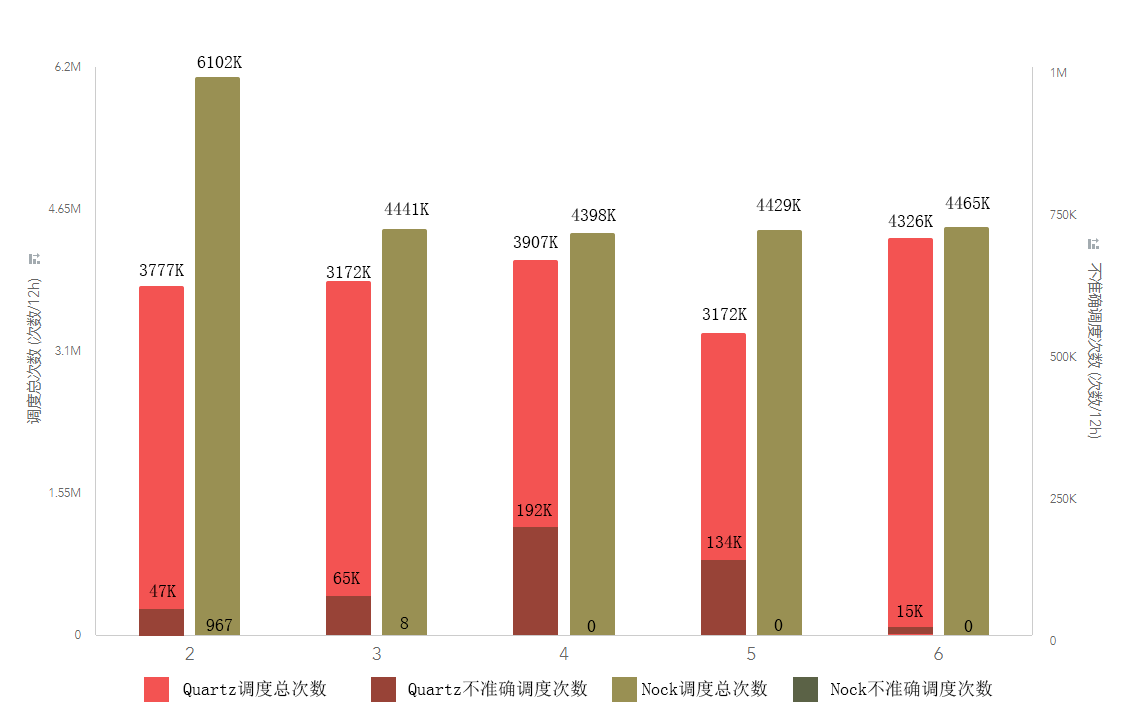 6102K
6.2M
1M
4.65M
4441K
4398K
4429K
4465K
750K
3907K
4326K
3777K
3172K
3172K
调度总次数 (次数/12h)
不准确调度次数 (次数/12h)
3.1M
500K
1.55M
250K
192K
134K
65K
47K
15K
967
8
0
0
0
0
0
2
3
4
5
6
Quartz调度总次数
Quartz不准确调度次数
Nock调度总次数
Nock不准确调度次数